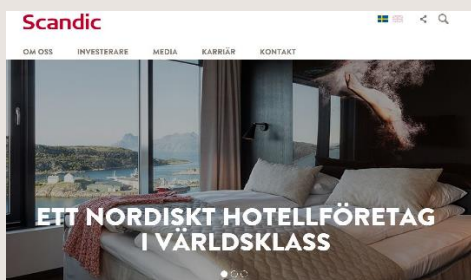 Scandic
OM OSS INVESTERARE MEDIA KARRIÄR KONTAKT
ETT NORDISKT HOTELLFÖRETAG
I VÄRLDSKLASS